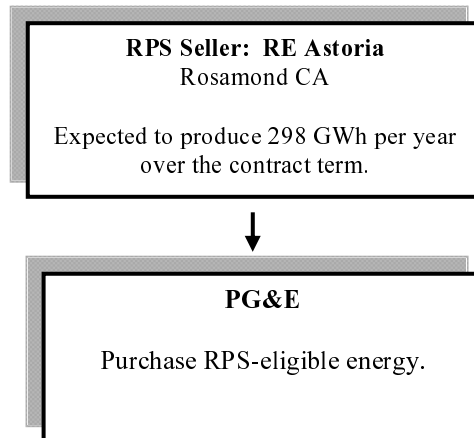 RPS Seller: RE Astoria
Rosamond CA
Expected to produce 298 GWh per year
over the contract term.
PG&E
Purchase RPS-eligible energy.